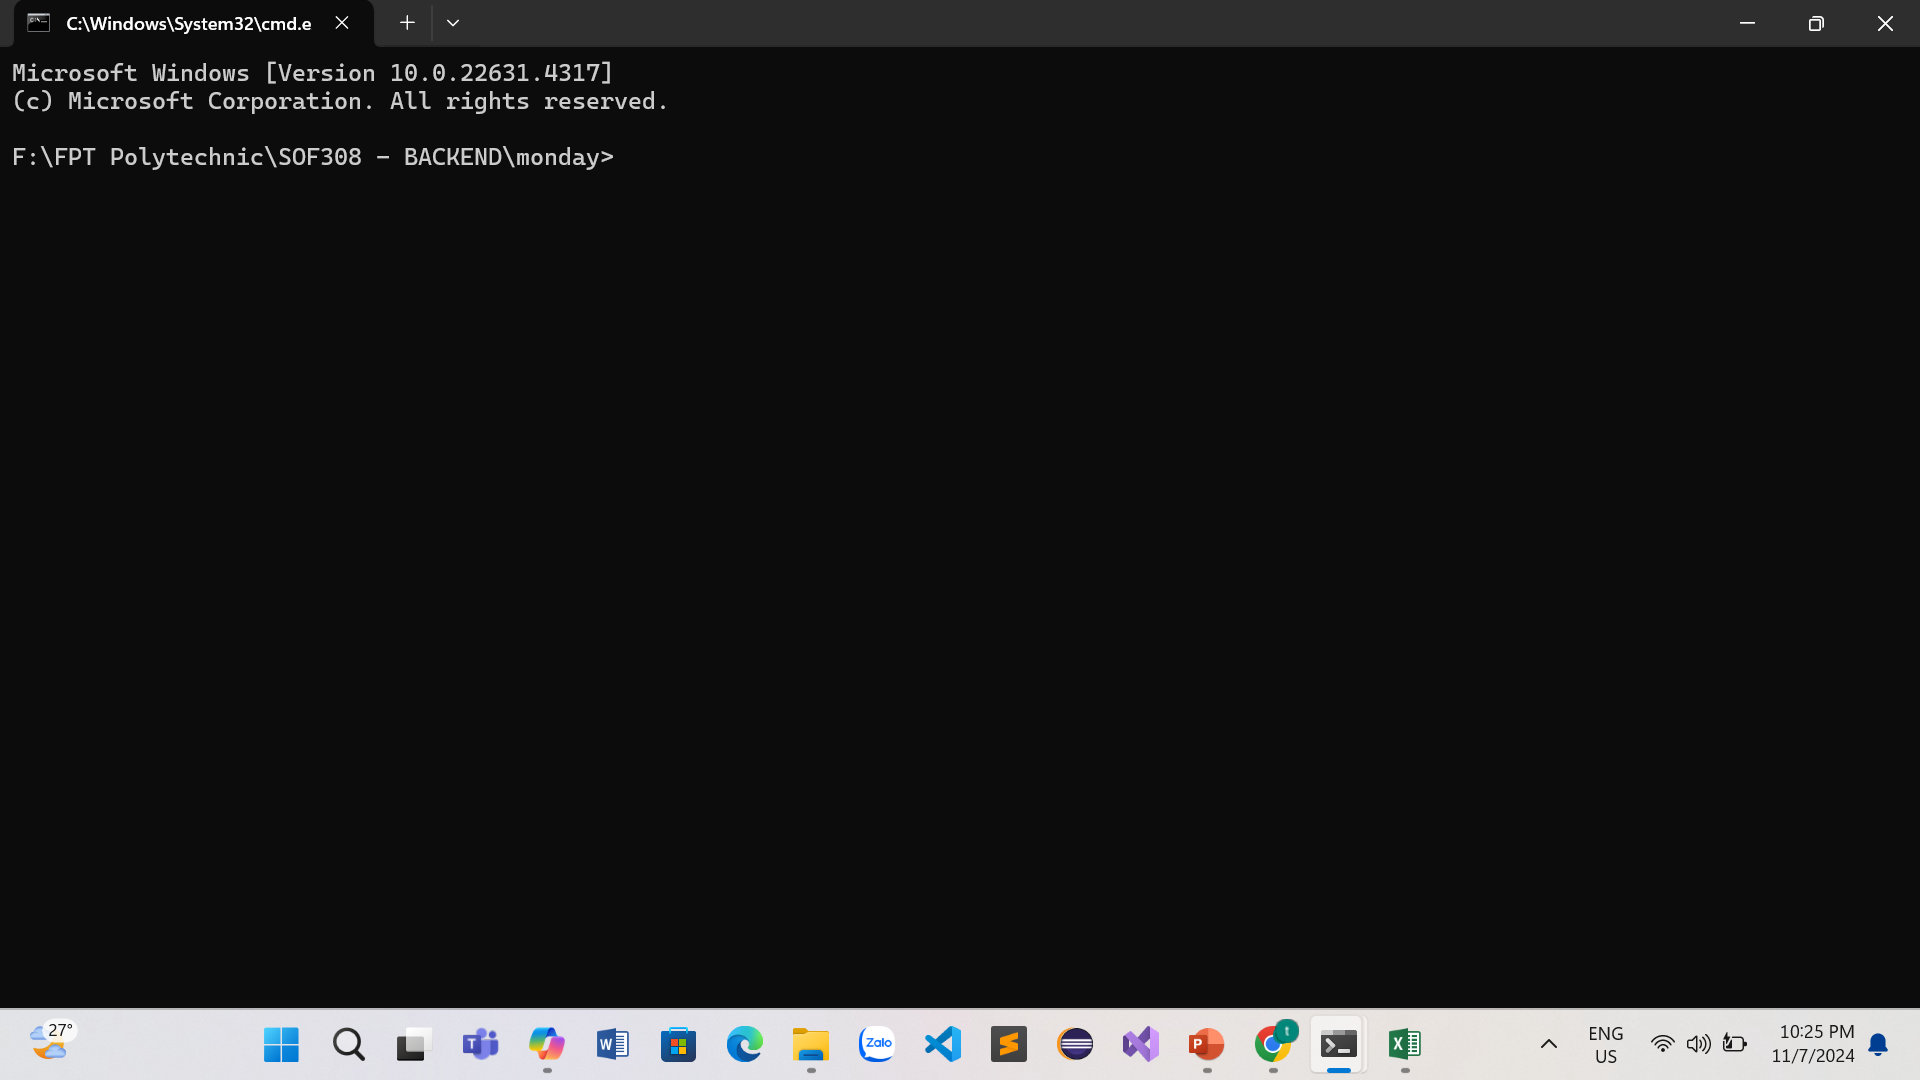 C:\Windows\System32\cmd.e
Microsoft Windows [Version 10.0.22631.4317]
(c) Microsoft Corporation. All rights reserved.
F:\FPT Polytechnic\SOF308 - BACKEND\monday>
27°
Zalo
t
ENG
US
10:25 PM
11/7/2024